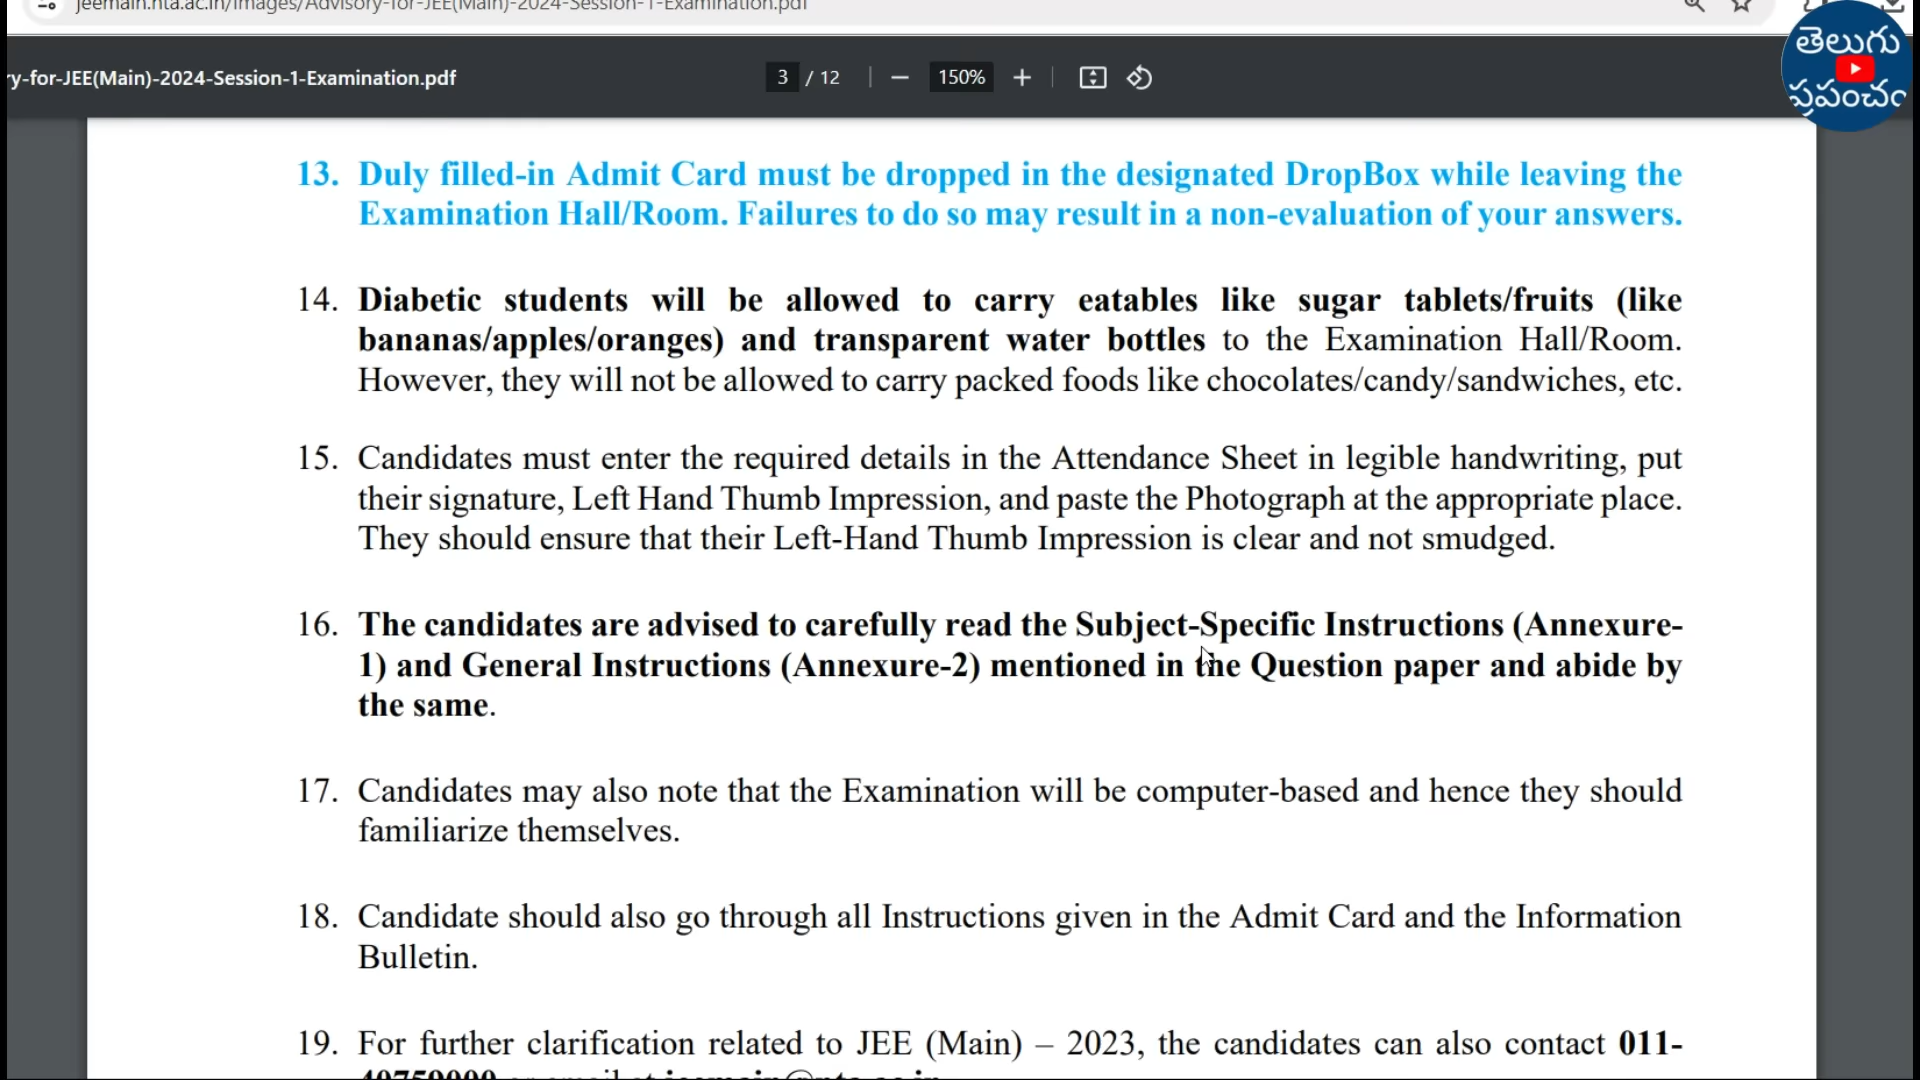 jeemain.nta.ac.in/images/Advisory-for-JEE(Main)-2024-Session-1-Examination.pdf
తెలుగు
ప్రపంచం
ry-for-JEE(Main)-2024-Session-1-Examination.pdf
3 / 12
150%
13. Duly filled-in Admit Card must be dropped in the designated DropBox while leaving the
Examination Hall/Room. Failures to do so may result in a non-evaluation of your answers.
14. Diabetic students will be allowed to carry eatables like sugar tablets/fruits (like
bananas/apples/oranges) and transparent water bottles to the Examination Hall/Room.
However, they will not be allowed to carry packed foods like chocolates/candy/sandwiches, etc.
15. Candidates must enter the required details in the Attendance Sheet in legible handwriting, put
their signature, Left Hand Thumb Impression, and paste the Photograph at the appropriate place.
They should ensure that their Left-Hand Thumb Impression is clear and not smudged.
16. The candidates are advised to carefully read the Subject-Specific Instructions (Annexure-
1) and General Instructions (Annexure-2) mentioned in the Question paper and abide by
the same.
17. Candidates may also note that the Examination will be computer-based and hence they should
familiarize themselves.
18. Candidate should also go through all Instructions given in the Admit Card and the Information
Bulletin.
19. For further clarification related to JEE (Main) – 2023, the candidates can also contact 011-
40759000 or email at jeemain@nta.ac.in